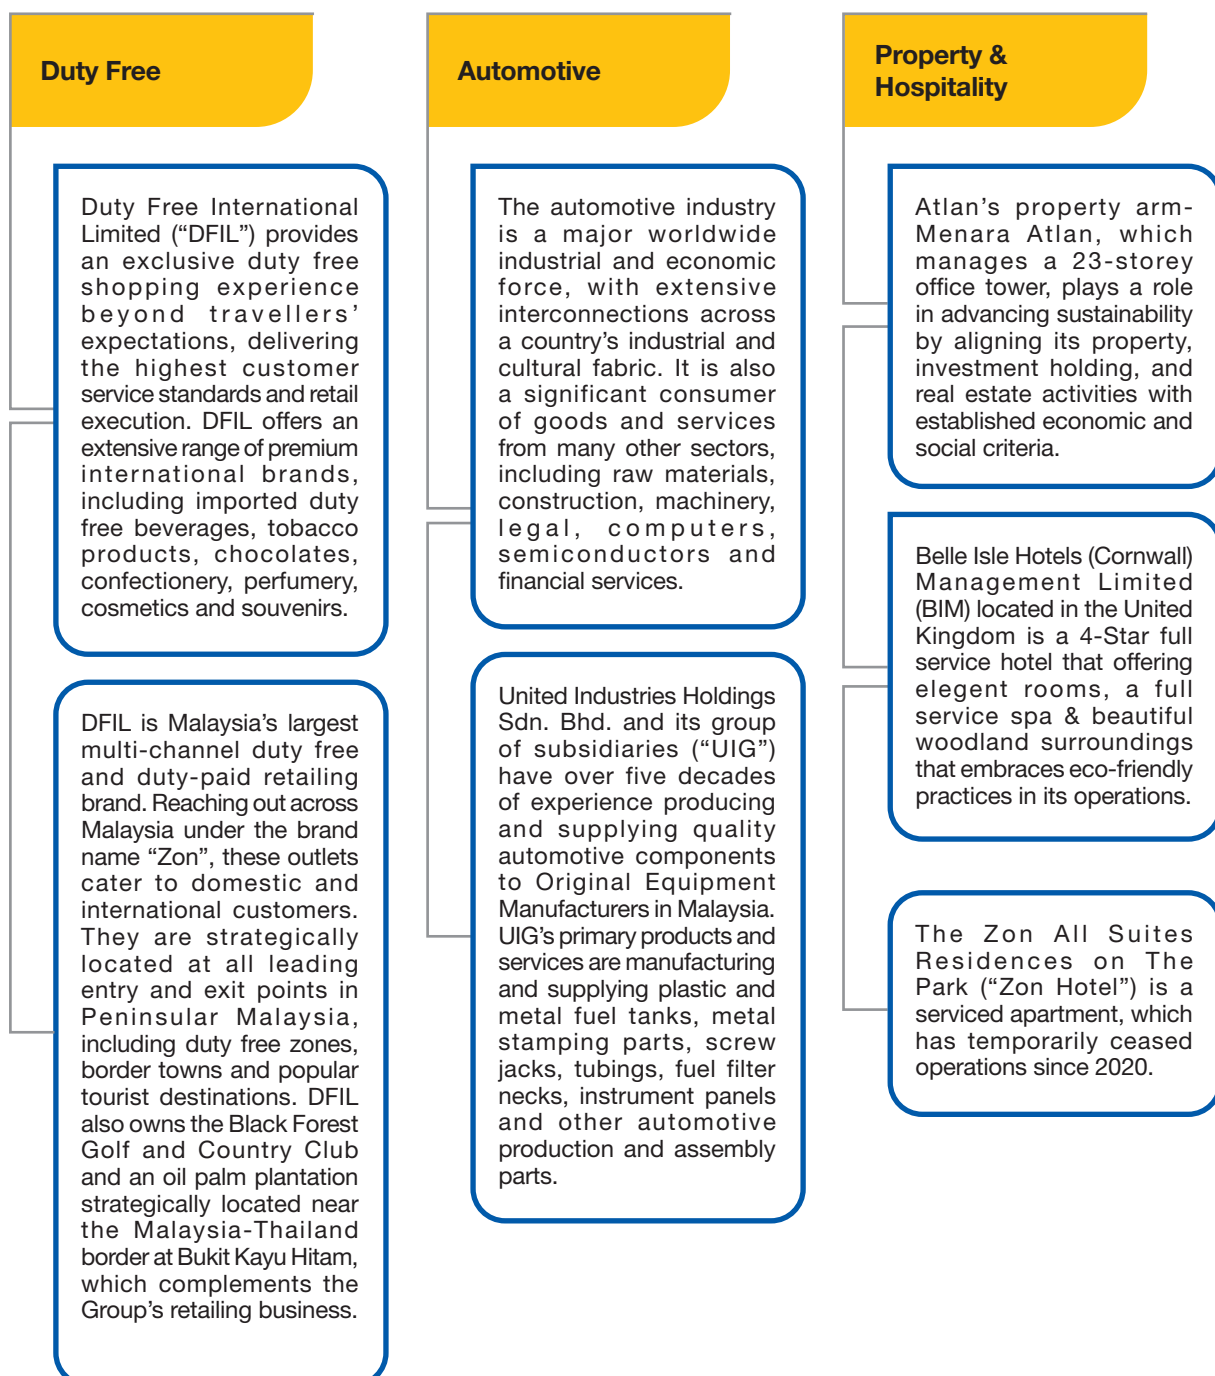 Duty Free
Duty Free International
Limited (“DFIL”) provides
an exclusive duty free
shopping experience
beyond travellers’
expectations, delivering
the highest customer
service standards and retail
execution. DFIL offers an
extensive range of premium
international brands,
including imported duty
free beverages, tobacco
products, chocolates,
confectionery, perfumery,
cosmetics and souvenirs.
DFIL is Malaysia’s largest
multi-channel duty free
and duty-paid retailing
brand. Reaching out across
Malaysia under the brand
name “Zon”, these outlets
cater to domestic and
international customers.
They are strategically
located at all leading
entry and exit points in
Peninsular Malaysia,
including duty free zones,
border towns and popular
tourist destinations. DFIL
also owns the Black Forest
Golf and Country Club
and an oil palm plantation
strategically located near
the Malaysia-Thailand
border at Bukit Kayu Hitam,
which complements the
Group’s retailing business.
Automotive
The automotive industry
is a major worldwide
industrial and economic
force, with extensive
interconnections across
a country’s industrial and
cultural fabric. It is also
a significant consumer
of goods and services
from many other sectors,
including raw materials,
construction, machinery,
legal, computers,
semiconductors and
financial services.
United Industries Holdings
Sdn. Bhd. and its group
of subsidiaries (“UIG”)
have over five decades
of experience producing
and supplying quality
automotive components
to Original Equipment
Manufacturers in Malaysia.
UIG’s primary products and
services are manufacturing
and supplying plastic and
metal fuel tanks, metal
stamping parts, screw
jacks, tubings, fuel filter
necks, instrument panels
and other automotive
production and assembly
parts.
Property &
Hospitality
Atlan’s property arm-
Menara Atlan, which
manages a 23-storey
office tower, plays a role
in advancing sustainability
by aligning its property,
investment holding, and
real estate activities with
established economic and
social criteria.
Belle Isle Hotels (Cornwall)
Management Limited
(BIM) located in the United
Kingdom is a 4-Star full
service hotel that offering
elegent rooms, a full
service spa & beautiful
woodland surroundings
that embraces eco-friendly
practices in its operations.
The Zon All Suites
Residences on The
Park (“Zon Hotel”) is a
serviced apartment, which
has temporarily ceased
operations since 2020.